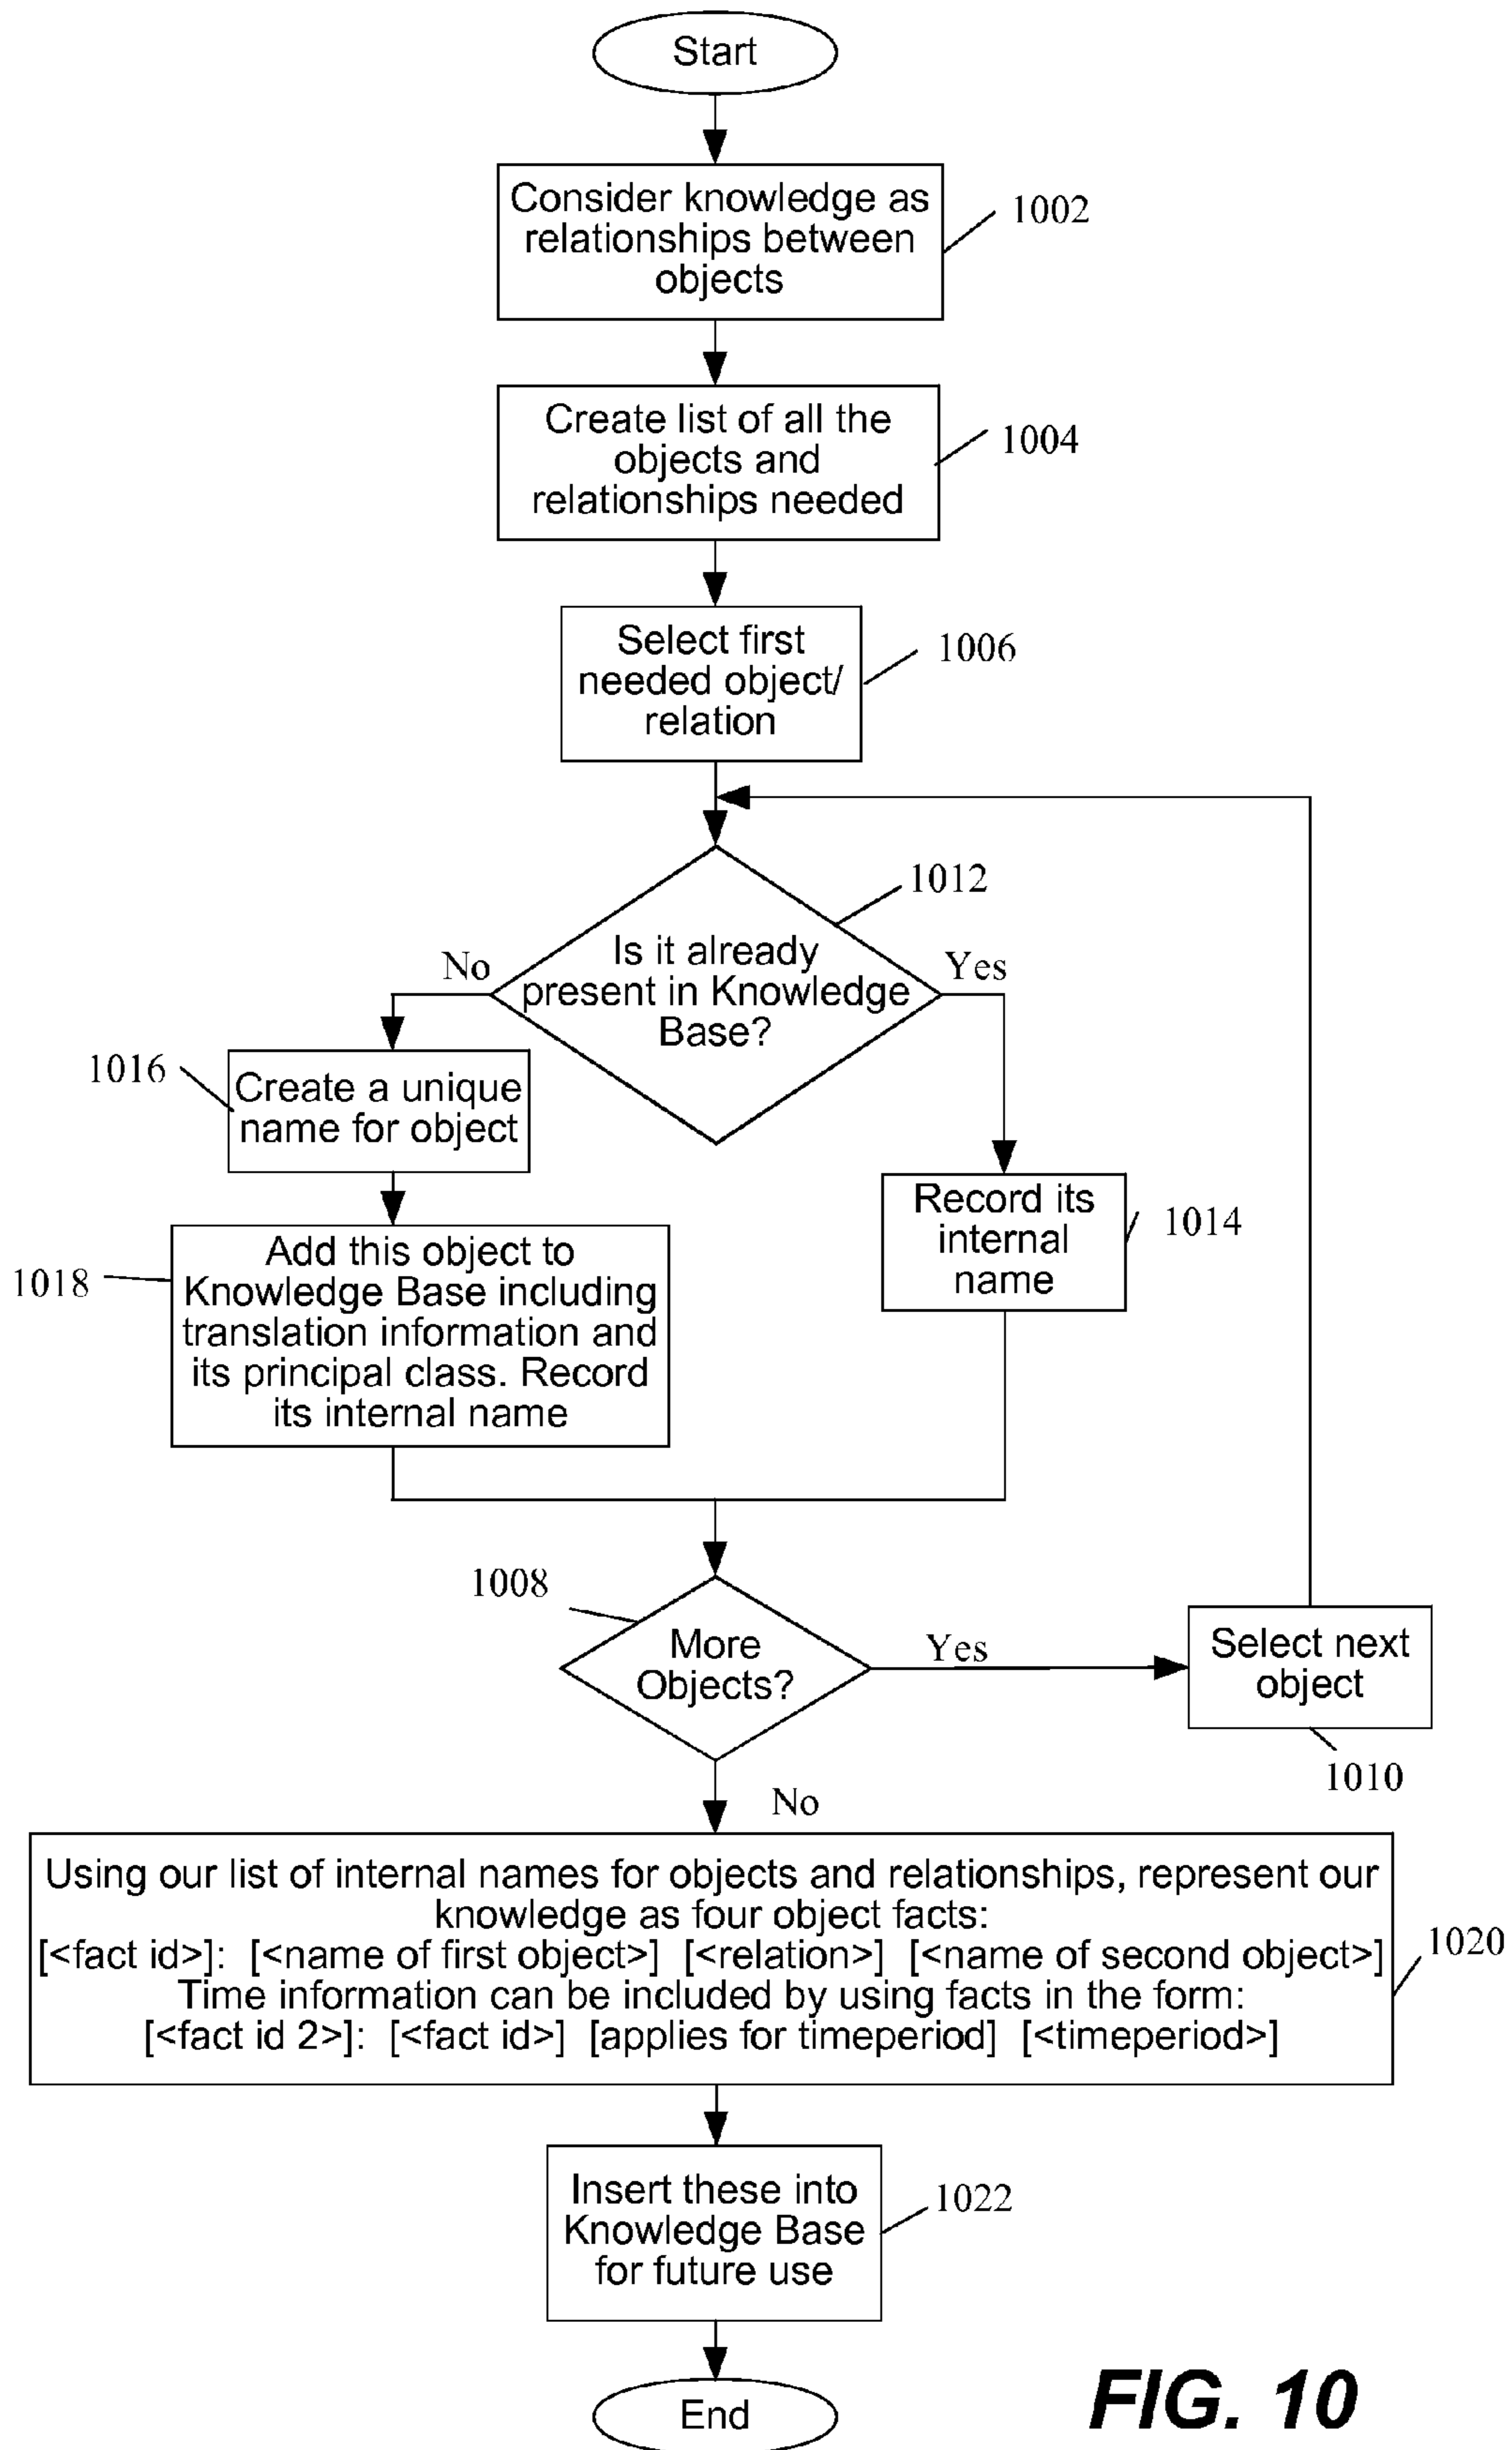 Start
Consider knowledge as
relationships between
objects
1002
Create list of all the
objects and
relationships needed
1004
Select first
needed object/
relation
1006
1012
Is it already
present in Knowledge
Base?
No
Yes
1016
Create a unique
name for object
Record its
internal
name
1014
1018
Add this object to
Knowledge Base including
translation information and
its principal class. Record
its internal name
1008
More
Objects?
Yes
Select next
object
1010
No
Using our list of internal names for objects and relationships, represent our
knowledge as four object facts:
[<fact id>]: [<name of first object>] [<relation>] [<name of second object>]
Time information can be included by using facts in the form:
[<fact id 2>]: [<fact id>] [applies for timeperiod] [<timeperiod>]
1020
Insert these into
Knowledge Base
for future use
1022
End
FIG. 10